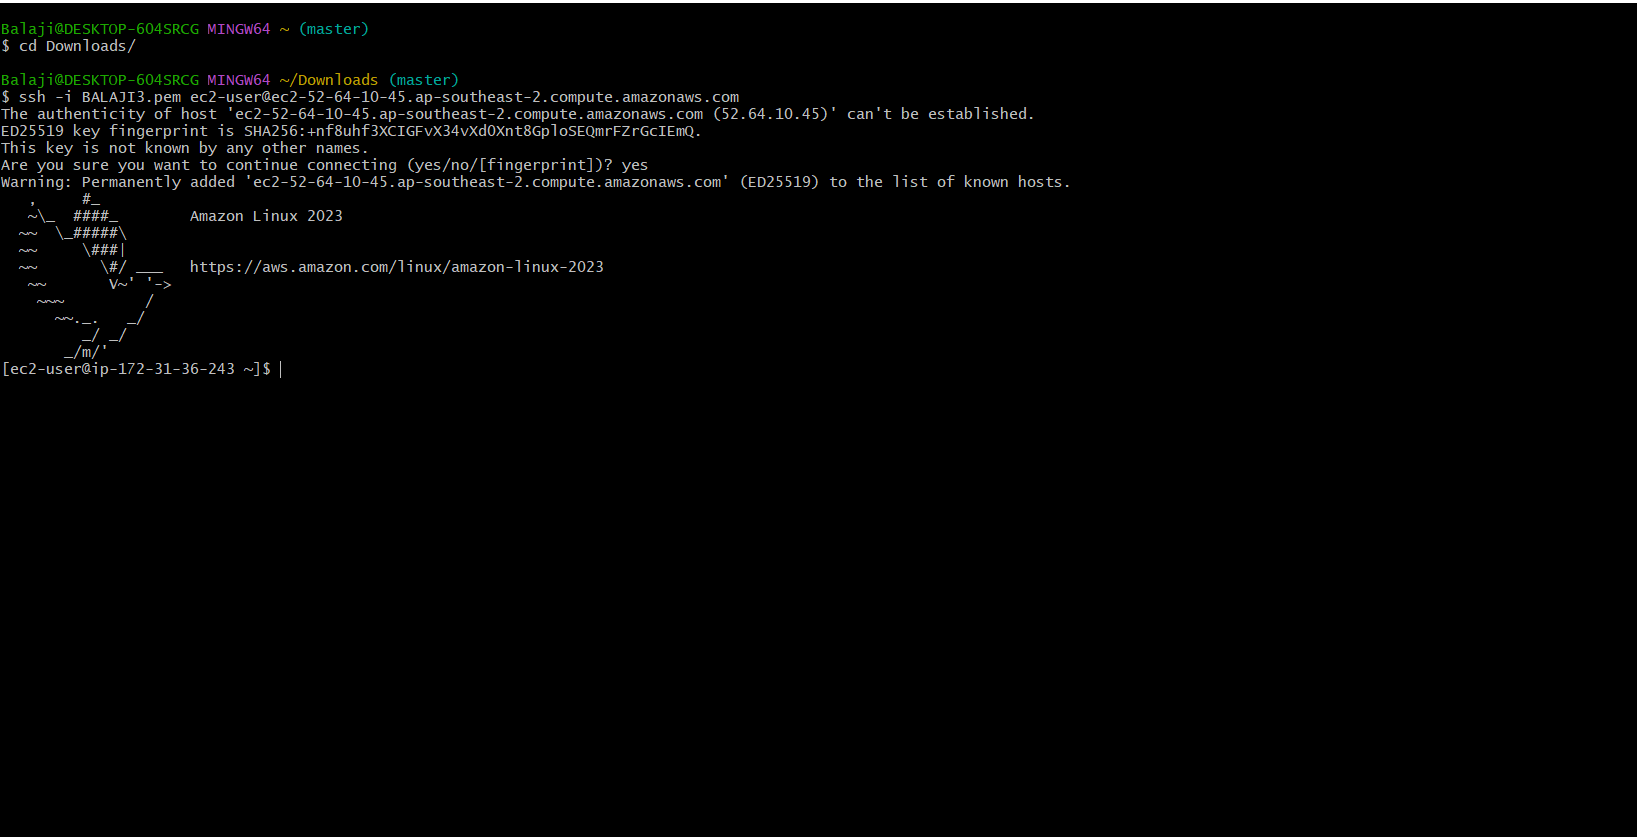 Balaji@DESKTOP-604SRCG MINGW64 ~ (master)
$ cd Downloads/

Balaji@DESKTOP-604SRCG MINGW64 ~/Downloads (master)
$ ssh -i BALAJI3.pem ec2-user@ec2-52-64-10-45.ap-southeast-2.compute.amazonaws.com
The authenticity of host 'ec2-52-64-10-45.ap-southeast-2.compute.amazonaws.com (52.64.10.45)' can't be established.
ED25519 key fingerprint is SHA256:+nf8uhf3XCIGFvX34vXdOXnt8GploSEQmrFZrGcIEmQ.
This key is not known by any other names.
Are you sure you want to continue connecting (yes/no/[fingerprint])? yes
Warning: Permanently added 'ec2-52-64-10-45.ap-southeast-2.compute.amazonaws.com' (ED25519) to the list of known hosts.
   ,     #_
   ~\_  ####_        Amazon Linux 2023
  ~~  \_#####\
  ~~     \###|
  ~~       \#/ ___   https://aws.amazon.com/linux/amazon-linux-2023
   ~~       V~' '->
    ~~~         /
      ~~._.   _/
         _/ _/
       _/m/'
[ec2-user@ip-172-31-36-243 ~]$